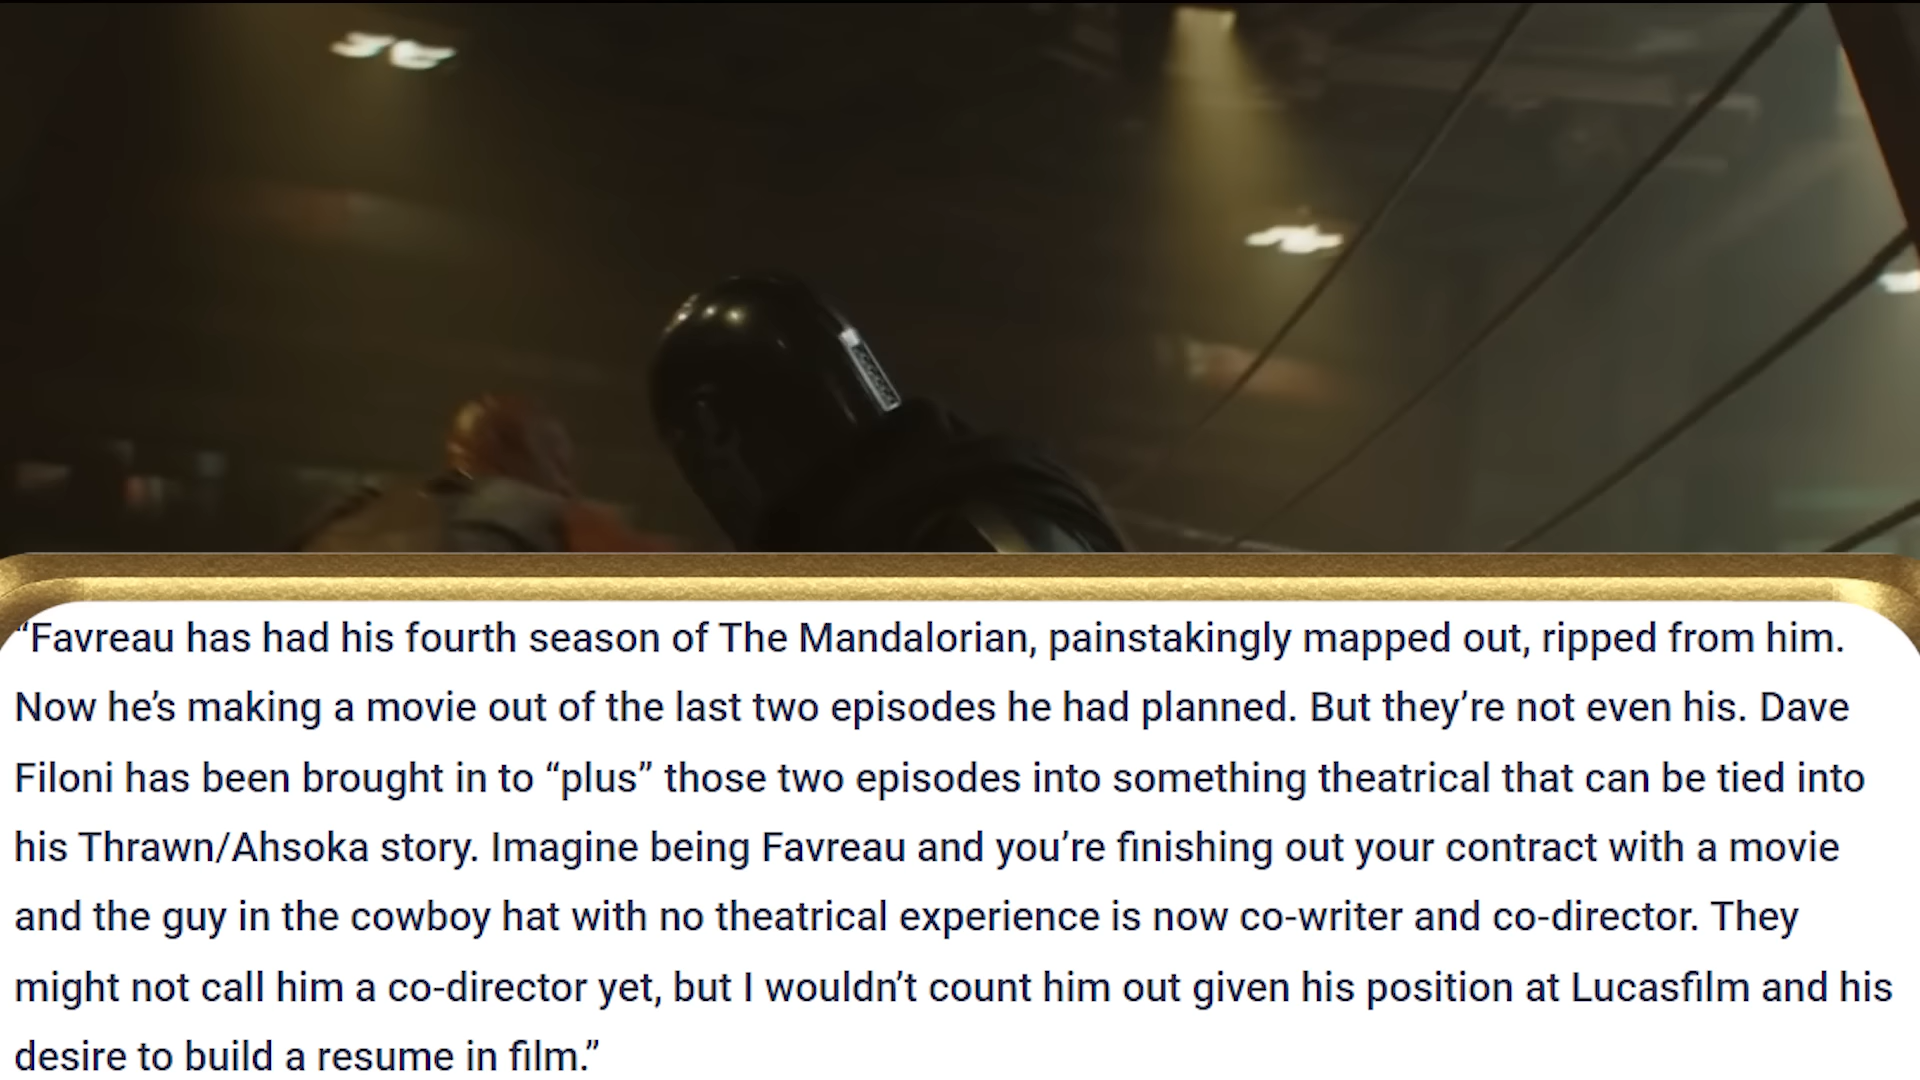 “Favreau has had his fourth season of The Mandalorian, painstakingly mapped out, ripped from him.
Now he’s making a movie out of the last two episodes he had planned. But they’re not even his. Dave
Filoni has been brought in to “plus” those two episodes into something theatrical that can be tied into
his Thrawn/Ahsoka story. Imagine being Favreau and you’re finishing out your contract with a movie
and the guy in the cowboy hat with no theatrical experience is now co-writer and co-director. They
might not call him a co-director yet, but I wouldn’t count him out given his position at Lucasfilm and his
desire to build a resume in film.”